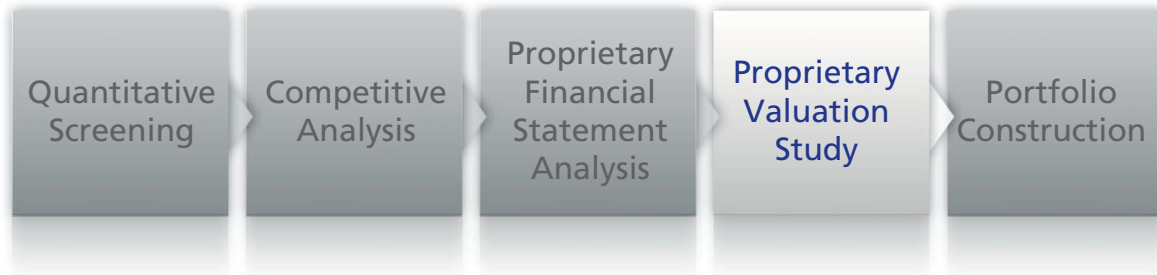 Quantitative
Screening
Competitive
Analysis
Proprietary
Financial
Statement
Analysis
Proprietary
Valuation
Study
Portfolio
Construction